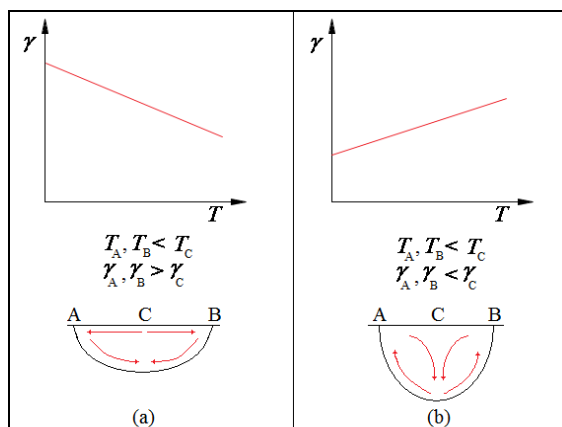 γ
T
T_A, T_B < T_C
γ_A, γ_B > γ_C
A C B
(a)
γ
T
T_A, T_B < T_C
γ_A, γ_B < γ_C
A C B
(b)